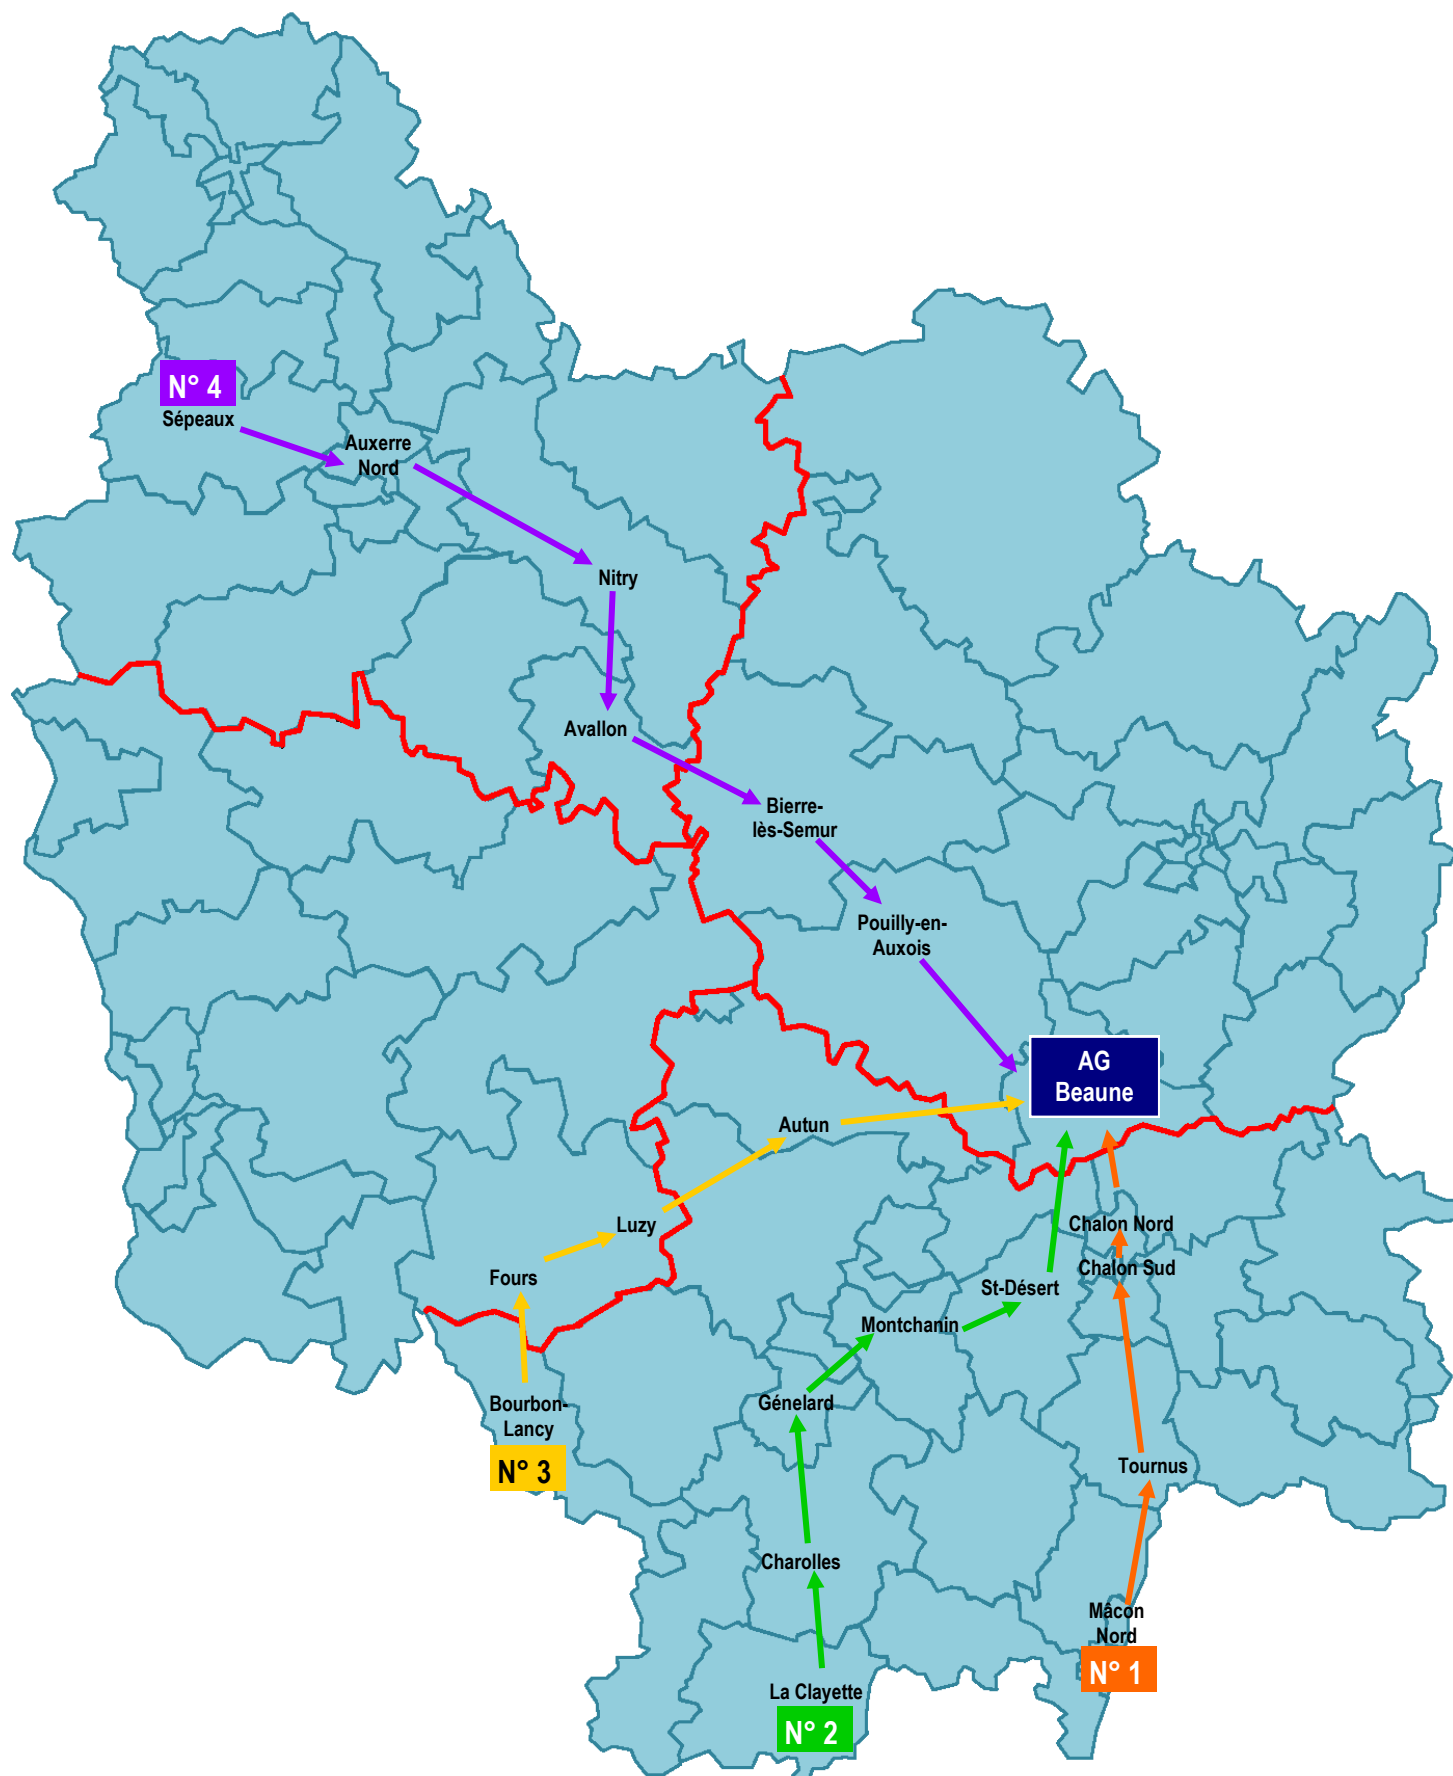 N° 4
Sépeaux
Auxerre
Nord
Nitry
Avallon
Bierre-
lès-Semur
Pouilly-en-
Auxois
AG
Beaune
Autun
Luzy
Fours
Bourbon-
Lancy
N° 3
Chalon Nord
Chalon Sud
St-Désert
Montchanin
Génelard
Tournus
Charolles
Mâcon
Nord
N° 1
La Clayette
N° 2